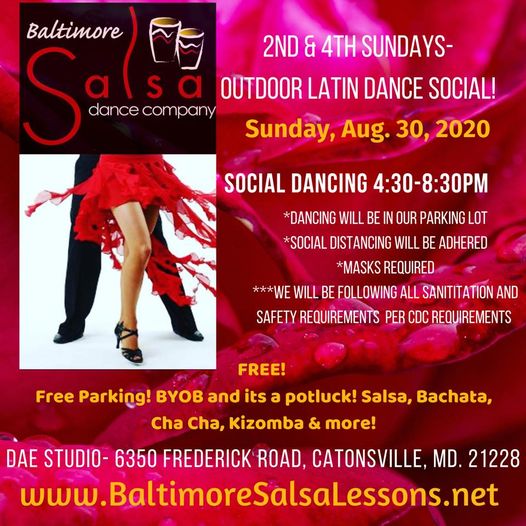 Baltimore
Salsa
dance company
2ND & 4TH SUNDAYS-
OUTDOOR LATIN DANCE SOCIAL!
Sunday, Aug. 30, 2020
SOCIAL DANCING 4:30-8:30PM
*DANCING WILL BE IN OUR PARKING LOT
*SOCIAL DISTANCING WILL BE ADHERED
*MASKS REQUIRED
***WE WILL BE FOLLOWING ALL SANITITATION AND
SAFETY REQUIREMENTS PER CDC REQUIREMENTS
FREE!
Free Parking! BYOB and its a potluck! Salsa, Bachata,
Cha Cha, Kizomba & more!
DAE STUDIO- 6350 FREDERICK ROAD, CATONSVILLE, MD. 21228
www.BaltimoreSalsaLessons.net